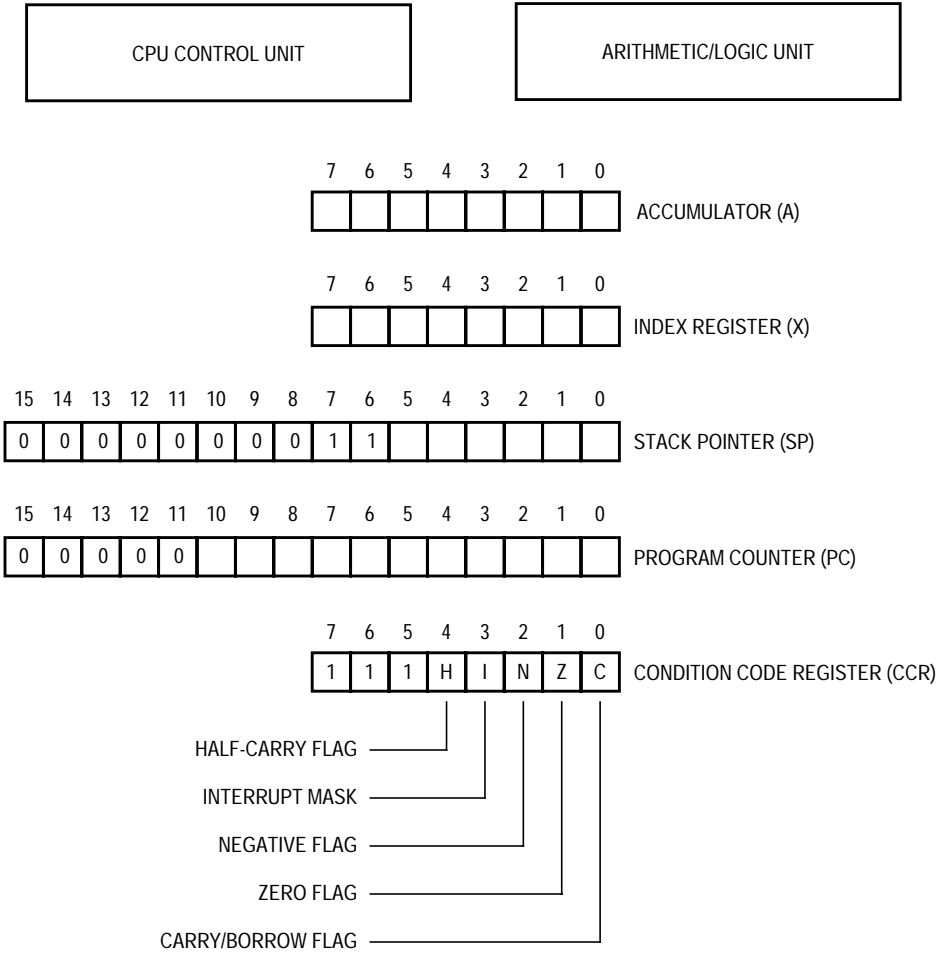 CPU CONTROL UNIT
ARITHMETIC/LOGIC UNIT
7 6 5 4 3 2 1 0
ACCUMULATOR (A)
7 6 5 4 3 2 1 0
INDEX REGISTER (X)
15 14 13 12 11 10 9 8 7 6 5 4 3 2 1 0
0 0 0 0 0 0 0 0 1 1 STACK POINTER (SP)
15 14 13 12 11 10 9 8 7 6 5 4 3 2 1 0
0 0 0 0 0 PROGRAM COUNTER (PC)
7 6 5 4 3 2 1 0
1 1 1 H I N Z C CONDITION CODE REGISTER (CCR)
HALF-CARRY FLAG
INTERRUPT MASK
NEGATIVE FLAG
ZERO FLAG
CARRY/BORROW FLAG